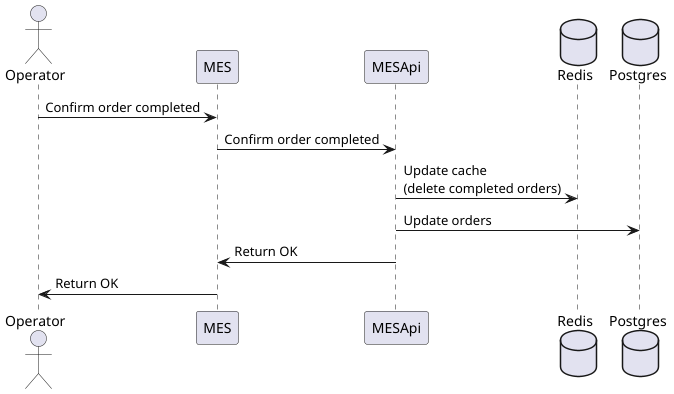 Operator
MES
MESApi
Redis
Postgres
Confirm order completed
Confirm order completed
Update cache
(delete completed orders)
Update orders
Return OK
Return OK
Operator
MES
MESApi
Redis
Postgres